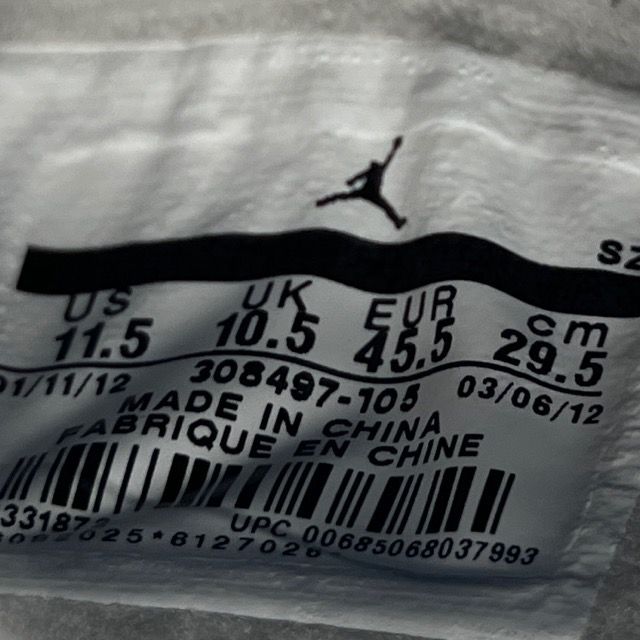 SZ
US UK EUR cm
11.5 10.5 45.5 29.5
01/11/12 308497-105 03/06/12
MADE IN CHINA
FABRIQUE EN CHINE
UPC 00685068037993